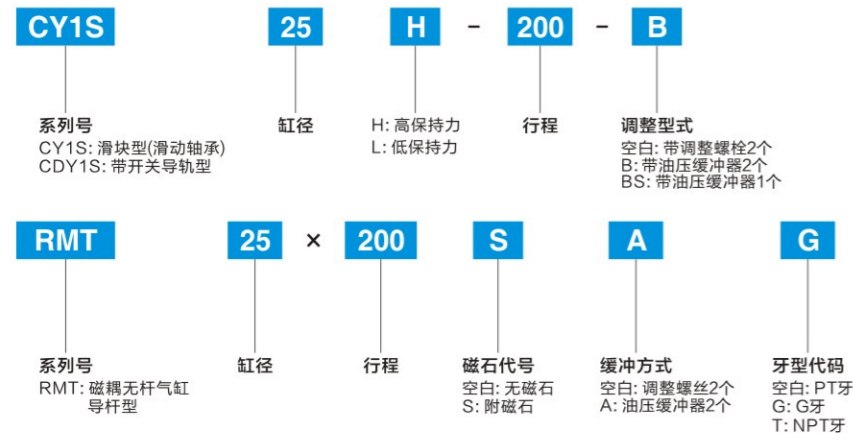 CY1S 25 H - 200 - B
系列号 缸径 H: 高保持力 行程 调整型式
CY1S: 滑块型(滑动轴承) L: 低保持力 空白: 带调整螺栓2个
CDY1S: 带开关导轨型 B: 带油压缓冲器2个
BS: 带油压缓冲器1个
RMT 25 × 200 S A G
系列号 缸径 行程 磁石代号 缓冲方式 牙型代码
RMT: 磁耦无杆气缸 空白: 无磁石 空白: 调整螺丝2个 空白: PT牙
导杆型 S: 附磁石 A: 油压缓冲器2个 G: G牙
T: NPT牙